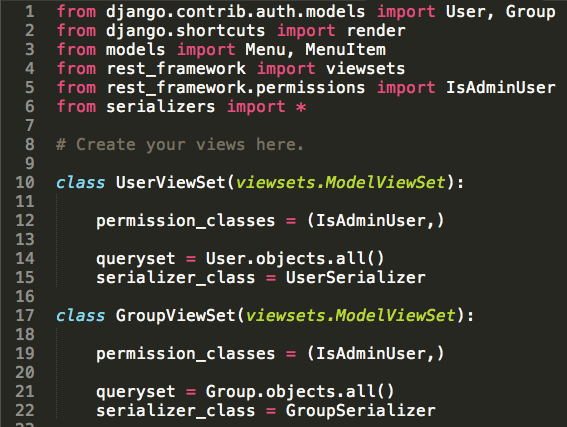 1 from django.contrib.auth.models import User, Group
2 from django.shortcuts import render
3 from models import Menu, MenuItem
4 from rest_framework import viewsets
5 from rest_framework.permissions import IsAdminUser
6 from serializers import *
7
8 # Create your views here.
9
10 class UserViewSet(viewsets.ModelViewSet):
11
12     permission_classes = (IsAdminUser,)
13
14     queryset = User.objects.all()
15     serializer_class = UserSerializer
16
17 class GroupViewSet(viewsets.ModelViewSet):
18
19     permission_classes = (IsAdminUser,)
20
21     queryset = Group.objects.all()
22     serializer_class = GroupSerializer
23